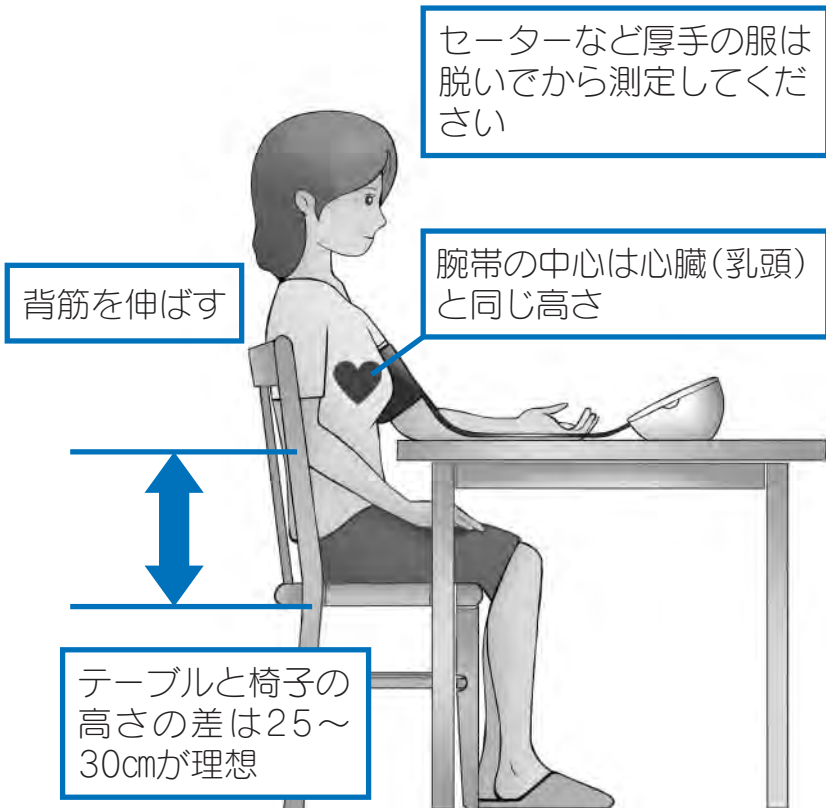 セーターなど厚手の服は
脱いでから測定してくだ
さい
腕帯の中心は心臓(乳頭)
と同じ高さ
背筋を伸ばす
テーブルと椅子の
高さの差は25～
30㎝が理想